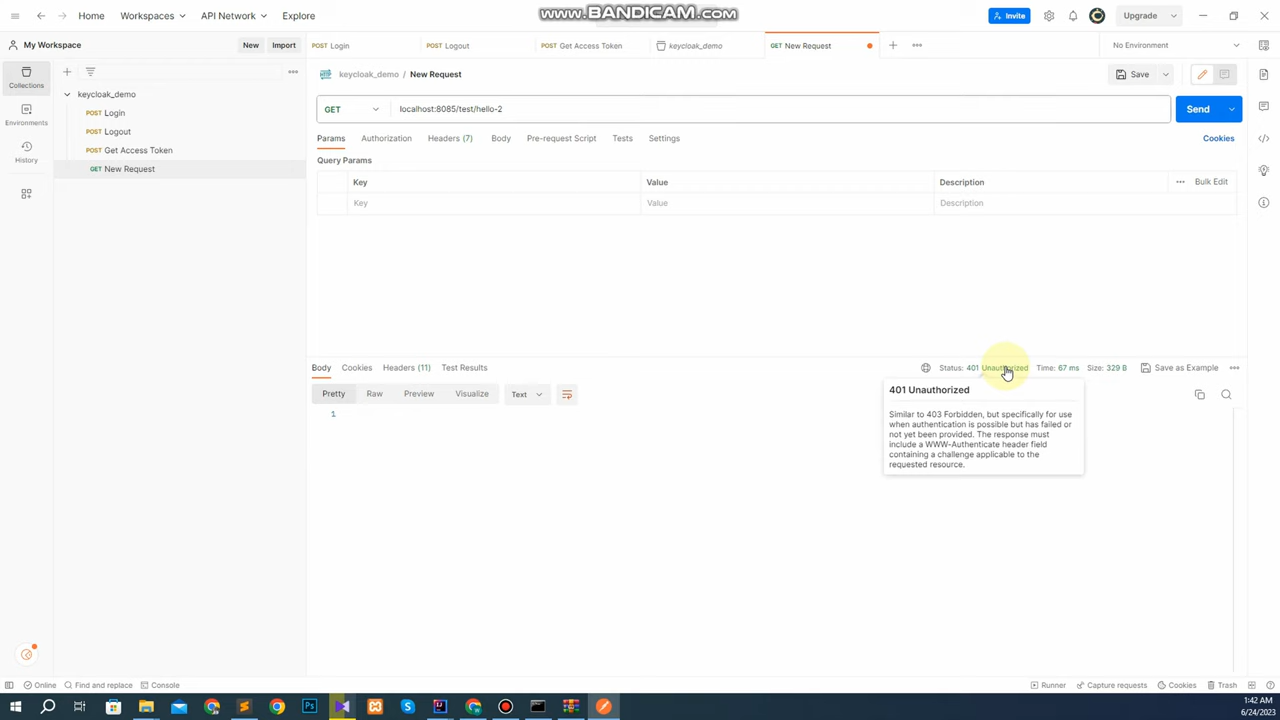 www.BANDICAM.com
Home
Workspaces
API Network
Explore
Invite
Upgrade
My Workspace
New
Import
POST Login
POST Logout
POST Get Access Token
keycloak_demo
GET New Request
No Environment
Collections
Environments
History
keycloak_demo
POST Login
POST Logout
POST Get Access Token
GET New Request
keycloak_demo / New Request
Save
GET
localhost:8085/test/hello-2
Send
Params
Authorization
Headers (7)
Body
Pre-request Script
Tests
Settings
Cookies
Query Params
Key
Value
Description
Bulk Edit
Key
Value
Description
Body
Cookies
Headers (11)
Test Results
Status: 401 Unauthorized
Time: 67 ms
Size: 329 B
Save as Example
Pretty
Raw
Preview
Visualize
Text
1
401 Unauthorized
Similar to 403 Forbidden, but specifically for use
when authentication is possible but has failed or
not yet been provided. The response must
include a WWW-Authenticate header field
containing a challenge applicable to the
requested resource.
Online
Find and replace
Console
Runner
Capture requests
Cookies
Trash
1:42 AM
6/24/2023